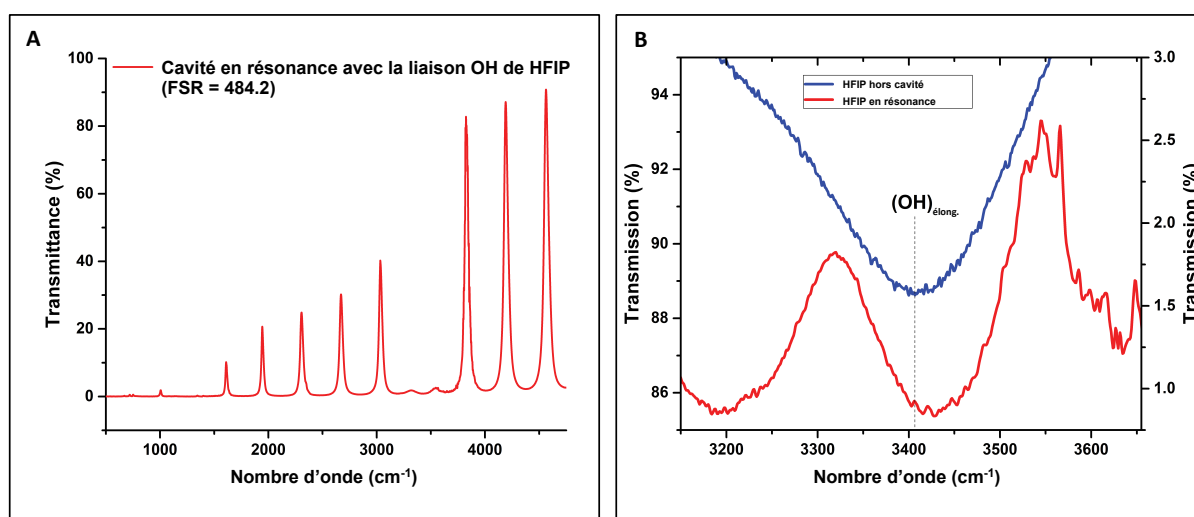 A
Cavité en résonance avec la liaison OH de HFIP
(FSR = 484.2)
Transmittance (%)
100
80
60
40
20
0
1000 2000 3000 4000
Nombre d’onde (cm-1)
B
HFIP hors cavité
HFIP en résonance
(OH)élong.
Transmission (%)
94
92
90
88
86
3.0
2.5
2.0
1.5
1.0
Transmission (%)
3200 3300 3400 3500 3600
Nombre d’onde (cm-1)